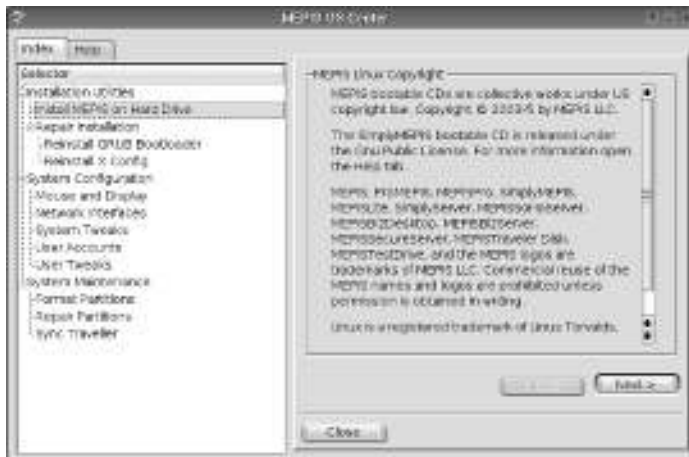 MEPIS OS Center
Index Help
Selector
Installation Utilities
Install MEPIS on Hard Drive
Repair Installation
Reinstall GRUB Bootloader
Reinstall X Config
System Configuration
Mouse and Display
Network Interfaces
System Tweaks
User Accounts
User Tweaks
System Maintenance
Format Partitions
Repair Partitions
Sync Traveller
MEPIS Linux Copyright
MEPIS bootable CDs are collective works under US
copyright law. Copyright © 2003-5 by MEPIS LLC.
The SimplyMEPIS bootable CD is released under
the Gnu Public License. For more information open
the Help tab.
MEPIS, ProMEPIS, MEPISPro, SimplyMEPIS,
MEPISLite, SimplyServer, MEPISSOHOServer,
MEPISBizDesktop, MEPISBizServer,
MEPISSecureServer, MEPISTraveler Disk,
MEPISTestDrive, and the MEPIS logos are
trademarks of MEPIS LLC. Commercial reuse of the
MEPIS names and logos are prohibited unless
permission is obtained in writing.
Linux is a registered trademark of Linus Torvalds.
Next >
Close